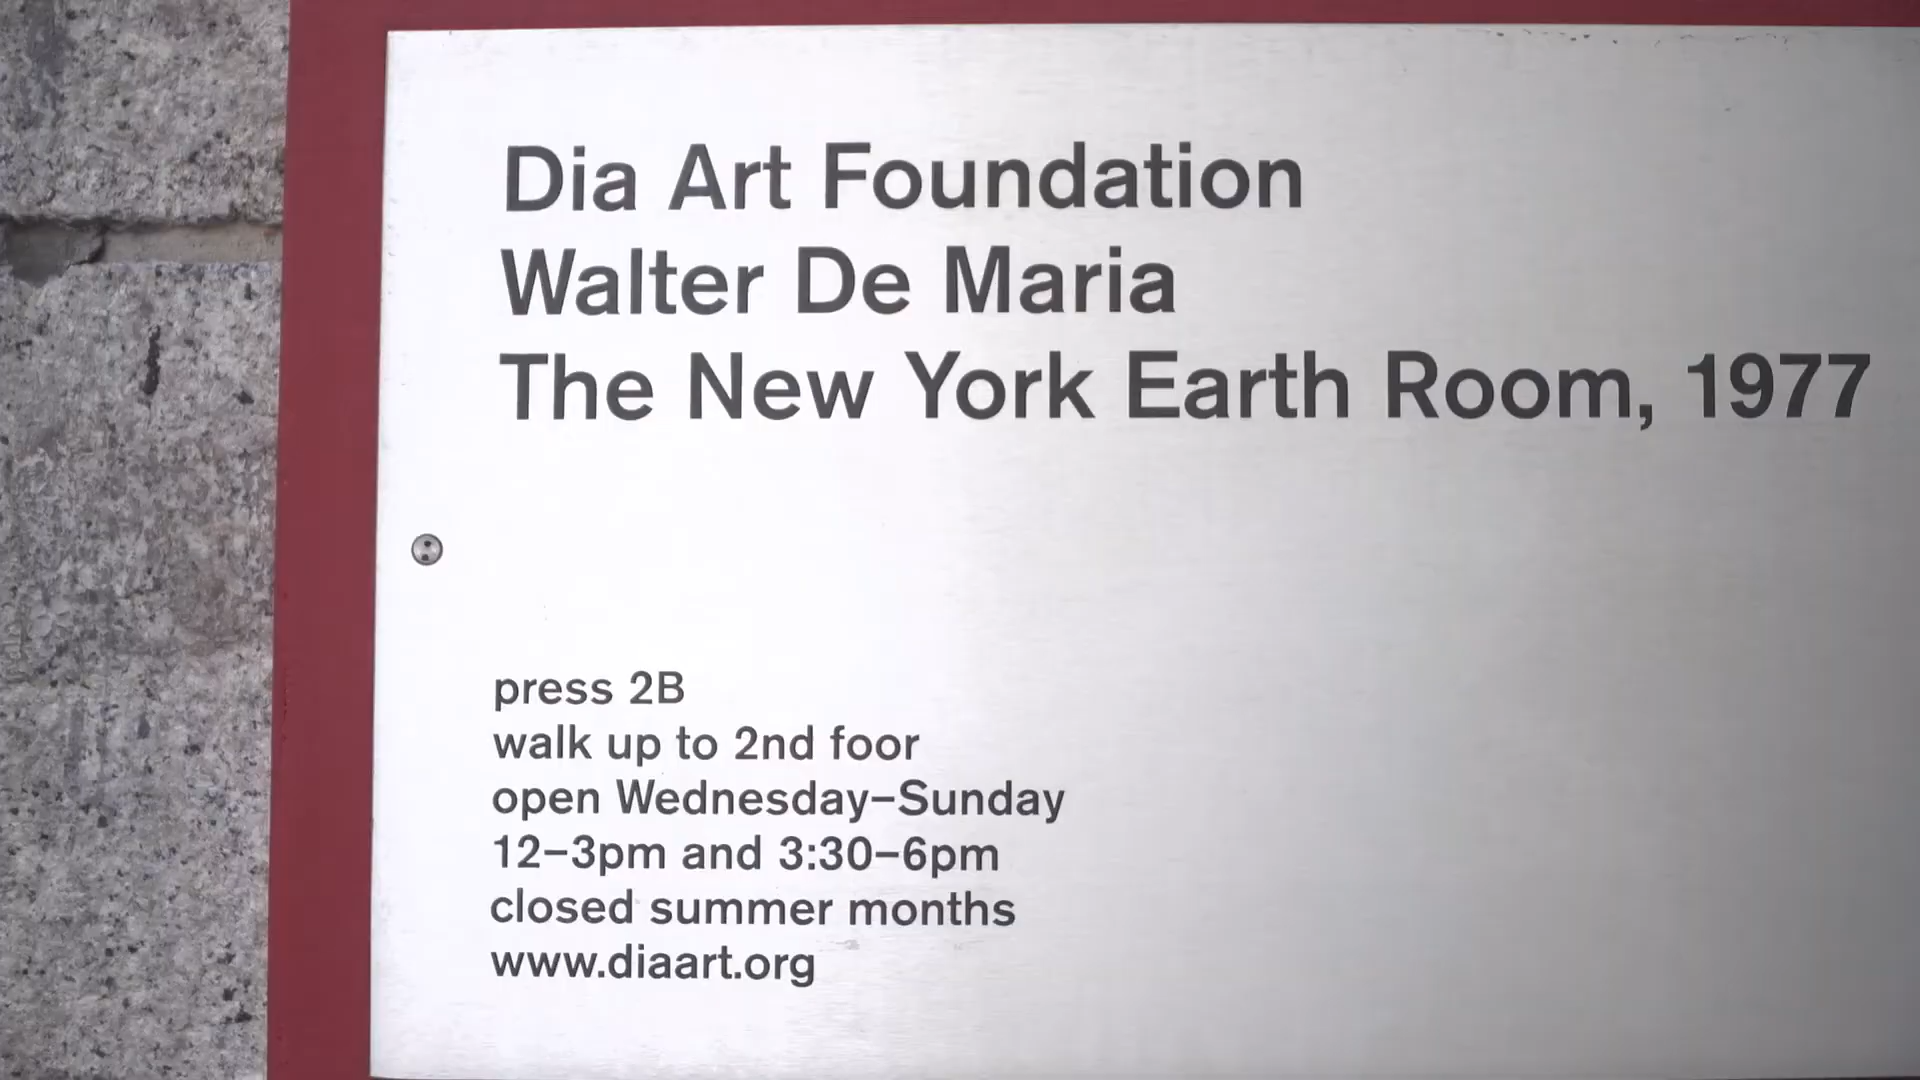 Dia Art Foundation
Walter De Maria
The New York Earth Room, 1977
press 2B
walk up to 2nd foor
open Wednesday–Sunday
12–3pm and 3:30–6pm
closed summer months
www.diaart.org